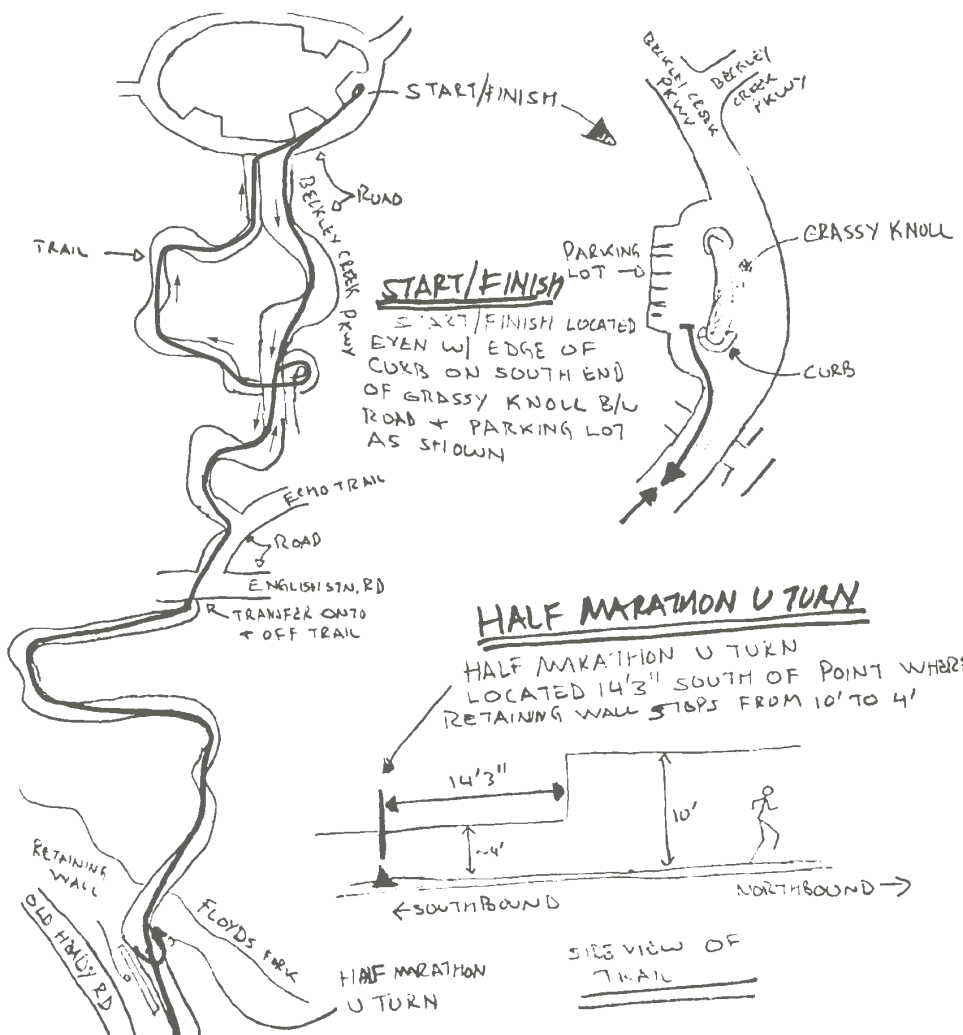 START/FINISH
BECKLEY CREEK
PKWY
BECKLEY
CREEK
PKWY
ROAD
BECKLEY CREEK PKWY
TRAIL
GRASSY KNOLL
PARKING
LOT
CURB
START/FINISH
START/FINISH LOCATED
EVEN W/ EDGE OF
CURB ON SOUTH END
OF GRASSY KNOLL B/W
ROAD + PARKING LOT
AS SHOWN
ECHO TRAIL
ROAD
ENGLISH STN. RD
TRANSFER ONTO
+ OFF TRAIL
HALF MARATHON U TURN
HALF MARATHON U TURN
LOCATED 14'3" SOUTH OF POINT WHERE
RETAINING WALL STEPS FROM 10' TO 4'
14'3"
10'
~4'
←SOUTHBOUND
NORTHBOUND→
SIDE VIEW OF
TRAIL
RETAINING
WALL
OLD HEADY RD
FLOYDS FORK
HALF MARATHON
U TURN